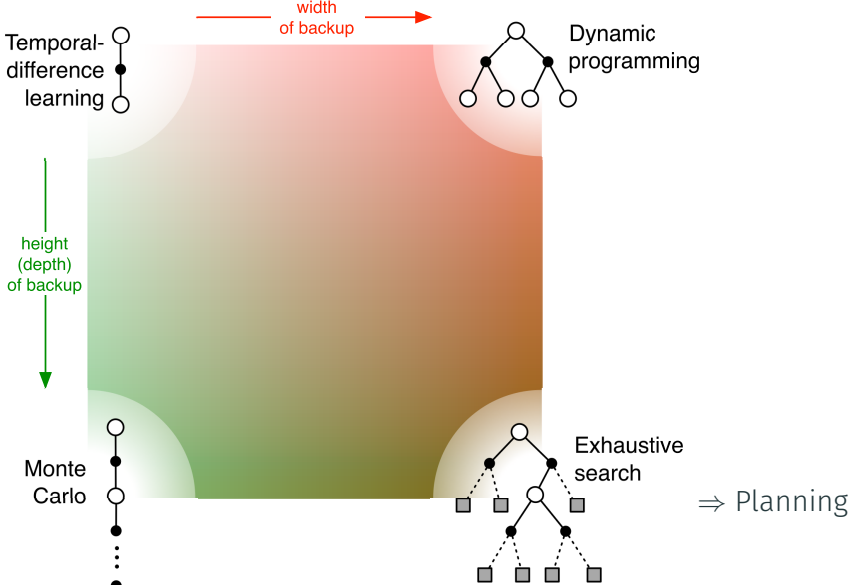 width
of backup
Temporal-
difference
learning
Dynamic
programming
height
(depth)
of backup
Monte
Carlo
Exhaustive
search
⇒ Planning